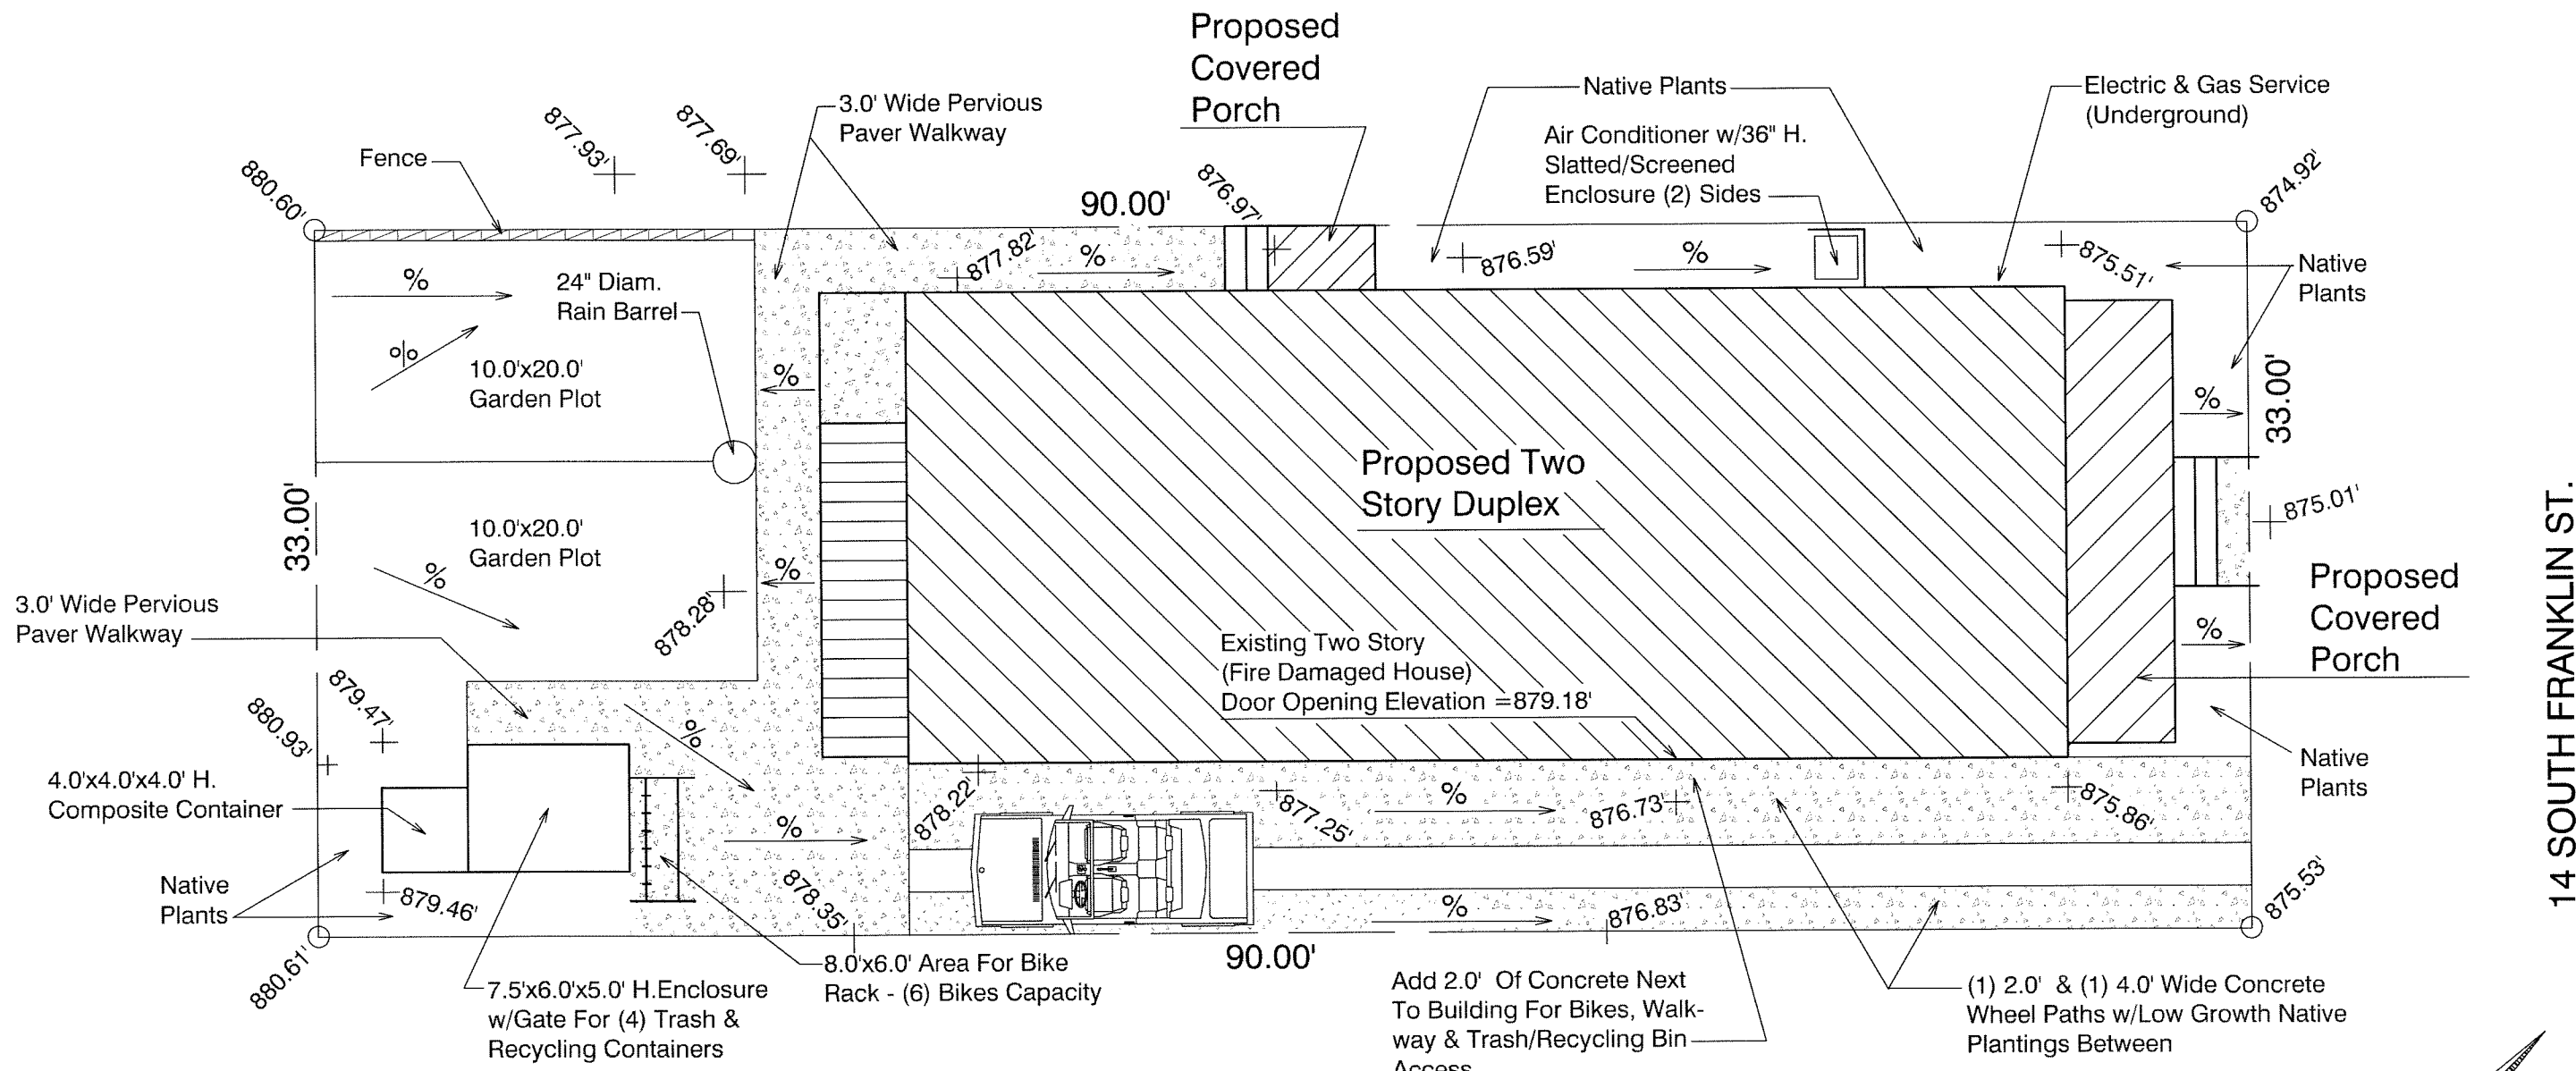 Proposed
Covered
Porch
3.0' Wide Pervious
Paver Walkway
Native Plants
Electric & Gas Service
(Underground)
Air Conditioner w/36" H.
Slatted/Screened
Enclosure (2) Sides
Fence
877.93'
877.69'
880.60'
90.00'
876.97'
874.92'
877.82'
%
876.59'
%
875.51'
Native
Plants
%
24" Diam.
Rain Barrel
%
10.0'x20.0'
Garden Plot
%
%
33.00'
Proposed Two
Story Duplex
33.00'
10.0'x20.0'
Garden Plot
%
%
878.28'
875.01'
14 SOUTH FRANKLIN ST.
Proposed
Covered
Porch
%
3.0' Wide Pervious
Paver Walkway
Existing Two Story
(Fire Damaged House)
Door Opening Elevation =879.18'
880.93'
879.47'
%
4.0'x4.0'x4.0' H.
Composite Container
Native
Plants
878.22'
877.25'
%
876.73'
875.86'
%
Native
Plants
879.46'
878.35'
%
876.83'
875.53'
880.61'
90.00'
8.0'x6.0' Area For Bike
Rack - (6) Bikes Capacity
7.5'x6.0'x5.0' H.Enclosure
w/Gate For (4) Trash &
Recycling Containers
Add 2.0' Of Concrete Next
To Building For Bikes, Walk-
way & Trash/Recycling Bin
Access
(1) 2.0' & (1) 4.0' Wide Concrete
Wheel Paths w/Low Growth Native
Plantings Between